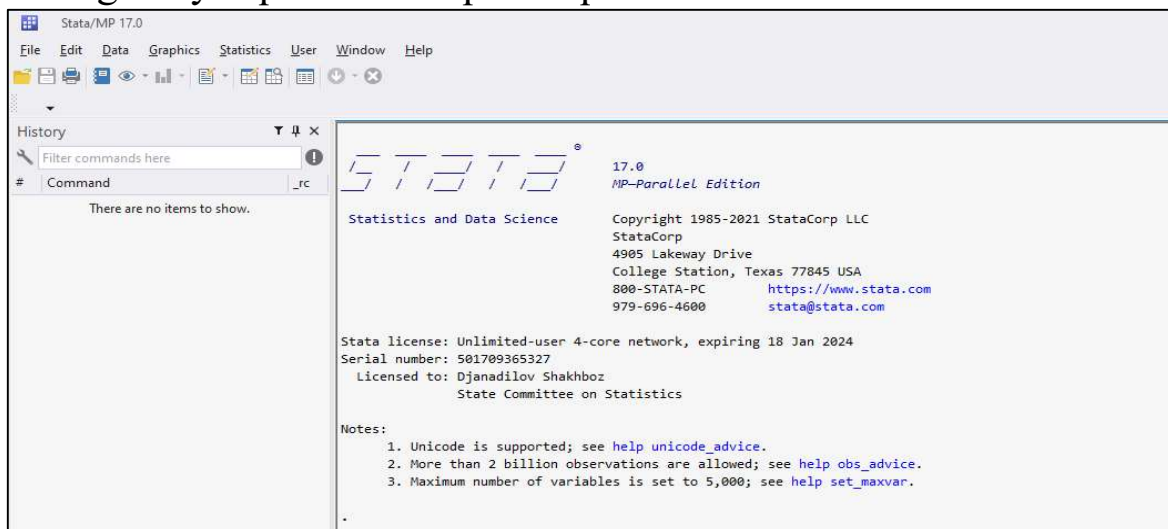 Stata/MP 17.0
File Edit Data Graphics Statistics User Window Help
History
Filter commands here
# Command _rc
There are no items to show.
STATA ®
17.0
MP—Parallel Edition
Statistics and Data Science
Copyright 1985-2021 StataCorp LLC
StataCorp
4905 Lakeway Drive
College Station, Texas 77845 USA
800-STATA-PC https://www.stata.com
979-696-4600 stata@stata.com
Stata license: Unlimited-user 4-core network, expiring 18 Jan 2024
Serial number: 501709365327
Licensed to: Djanadilov Shakhboz
State Committee on Statistics
Notes:
1. Unicode is supported; see help unicode_advice.
2. More than 2 billion observations are allowed; see help obs_advice.
3. Maximum number of variables is set to 5,000; see help set_maxvar.
.